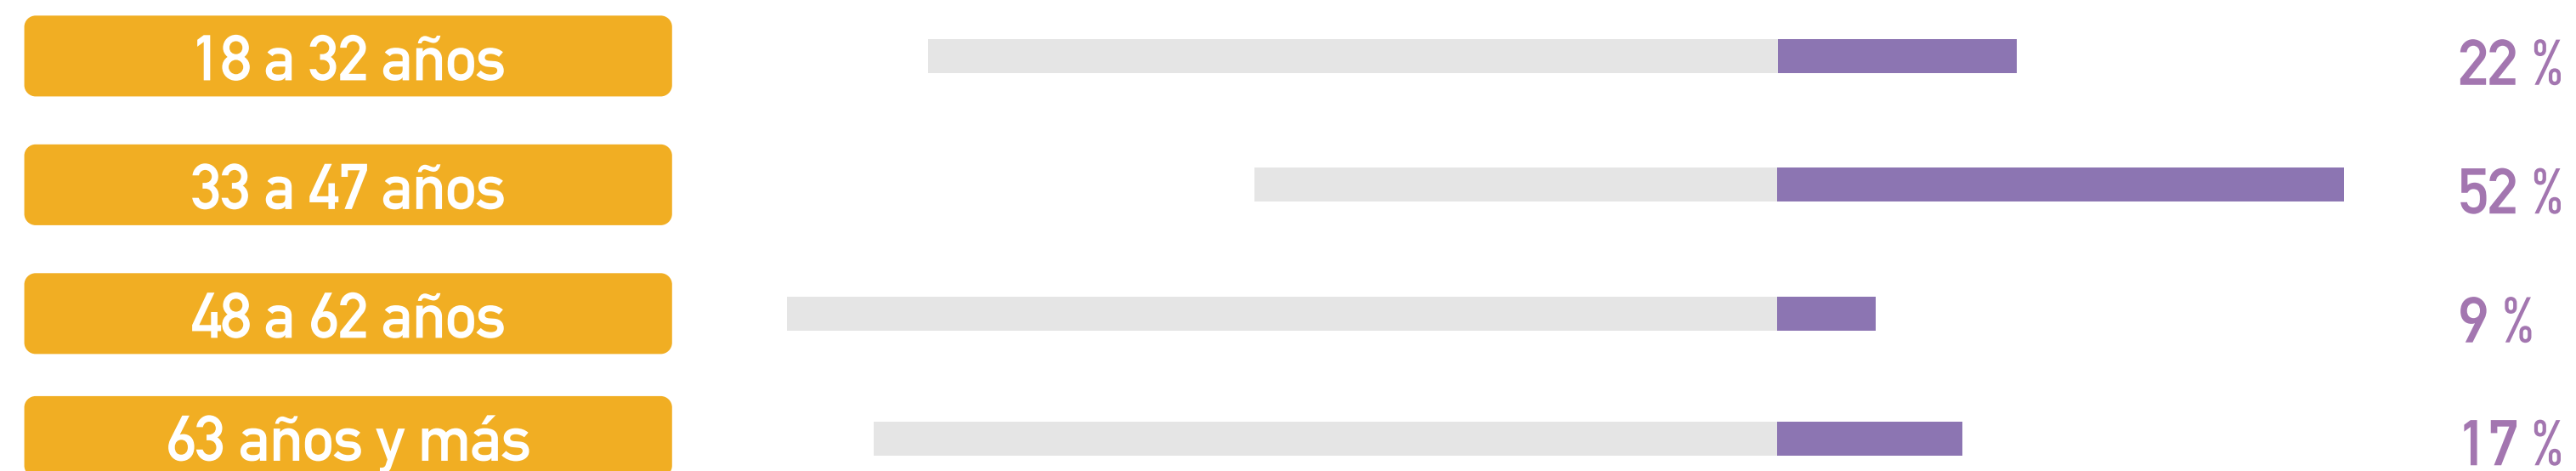 18 a 32 años 22 %
33 a 47 años 52 %
48 a 62 años 9 %
63 años y más 17 %